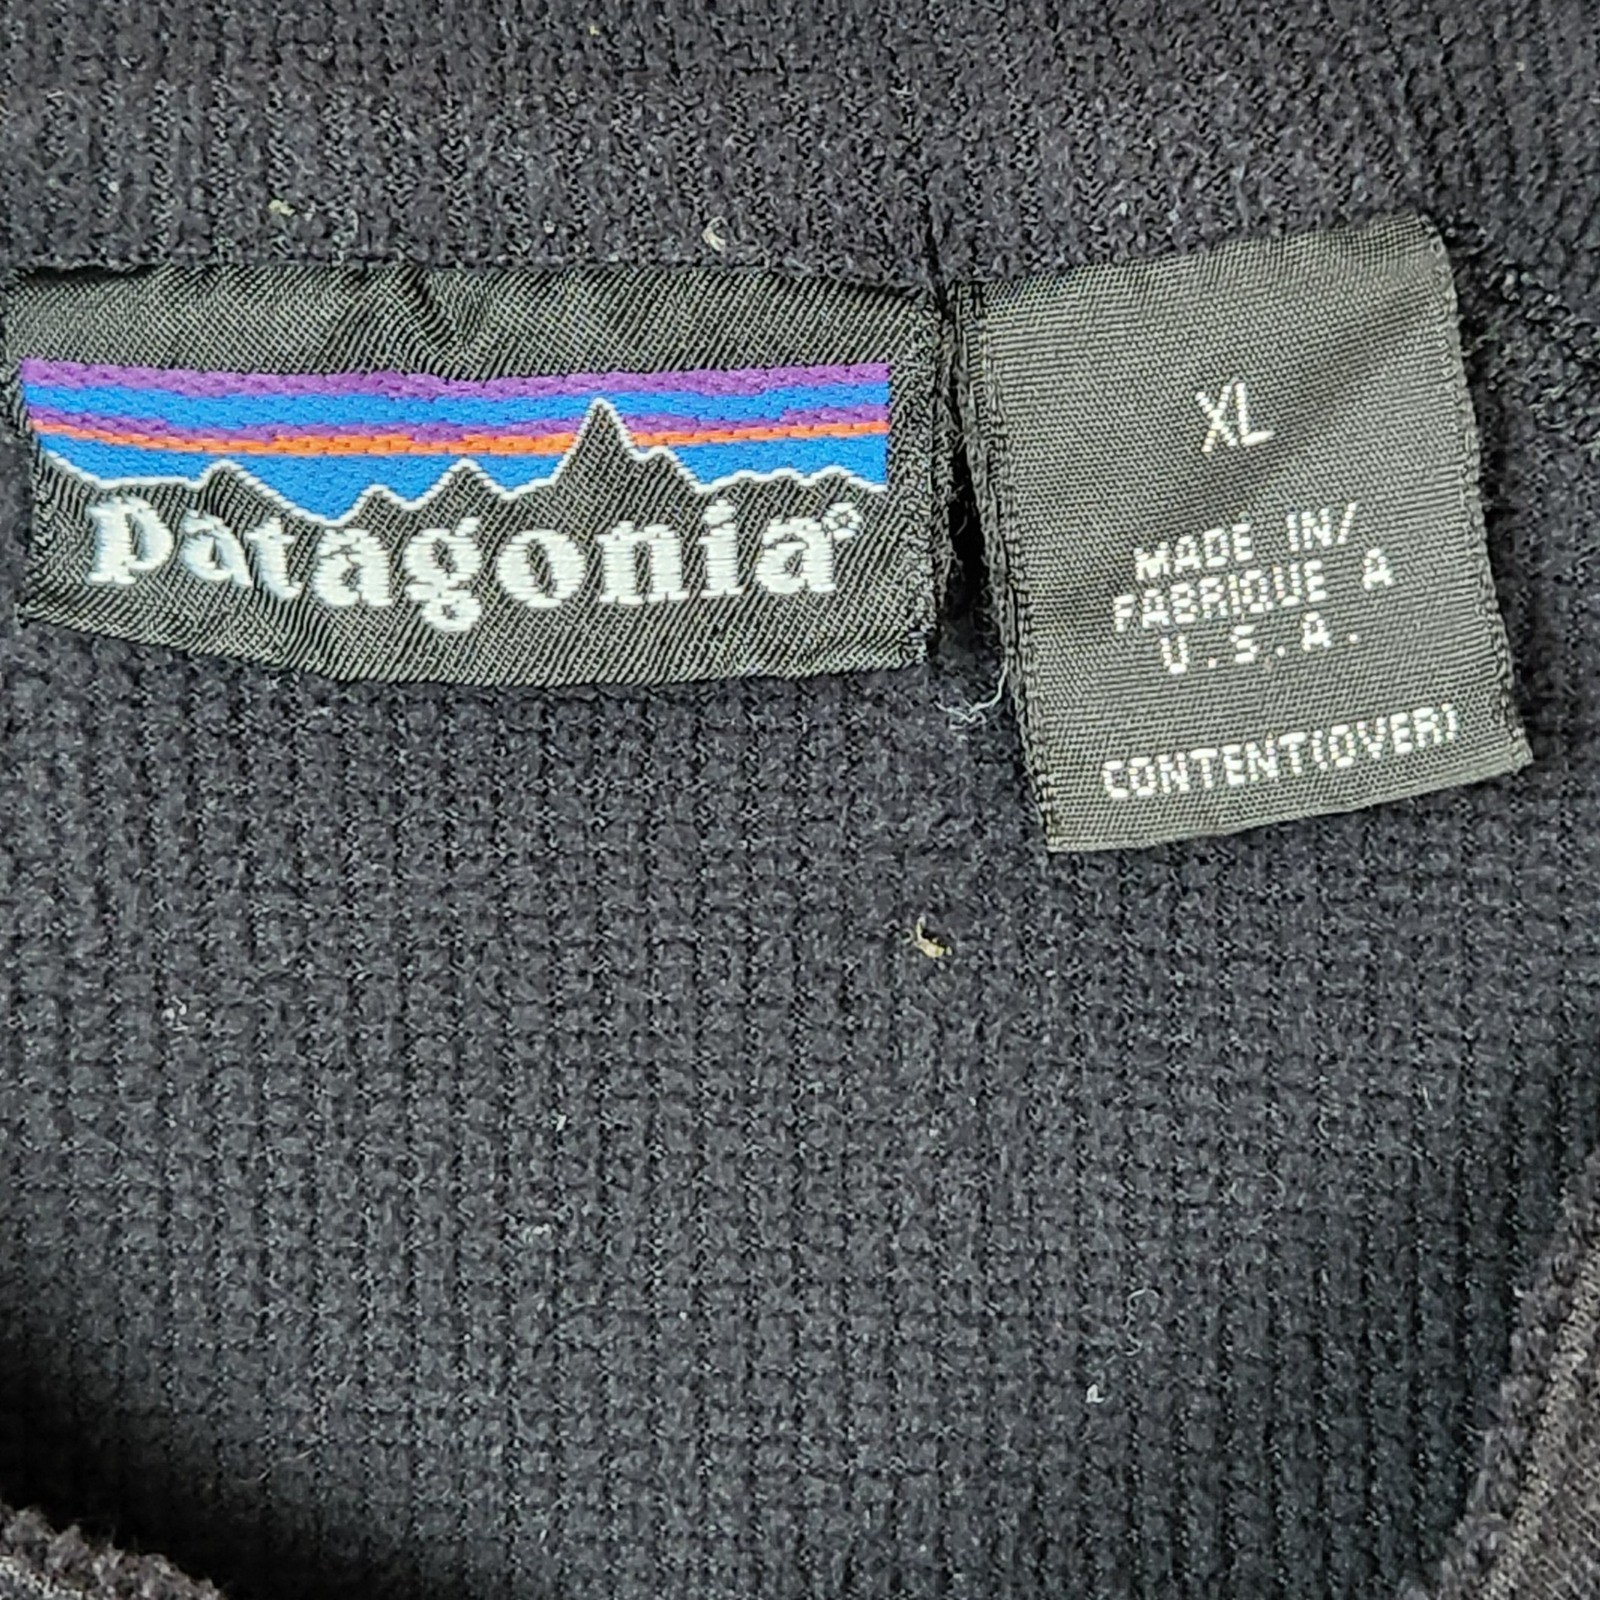 patagonia®
XL
MADE IN/
FABRIQUE A
U.S.A.
CONTENT(OVER)